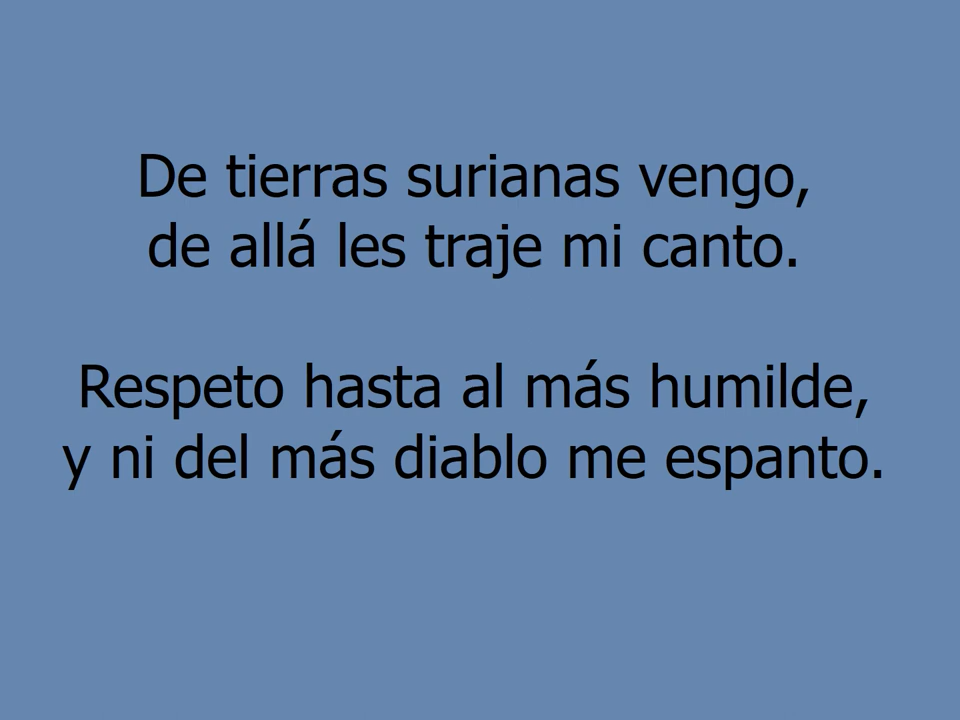 De tierras surianas vengo,
de allá les traje mi canto.
Respeto hasta al más humilde,
y ni del más diablo me espanto.